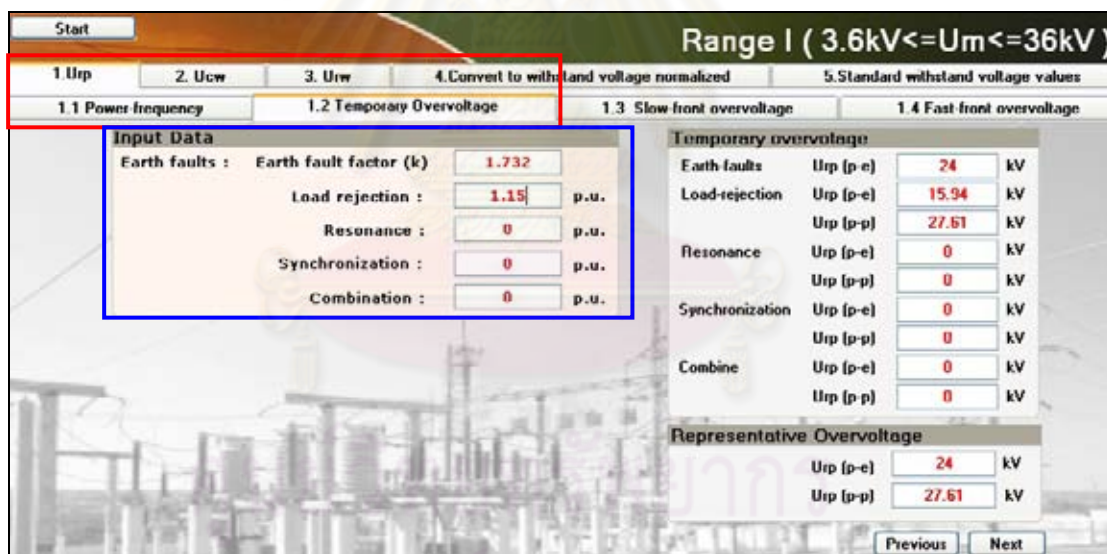 Start
Range I ( 3.6kV<=Um<=36kV )
1.Urp 2. Ucw 3. Urw 4.Convert to withstand voltage normalized 5.Standard withstand voltage values
1.1 Power-frequency 1.2 Temporary Overvoltage 1.3 Slow-front overvoltage 1.4 Fast-front overvoltage
Input Data
Earth faults : Earth fault factor (k) 1.732
Load rejection : 1.15 p.u.
Resonance : 0 p.u.
Synchronization : 0 p.u.
Combination : 0 p.u.
Temporary overvoltage
Earth-faults Urp (p-e) 24 kV
Load-rejection Urp (p-e) 15.94 kV
Urp (p-p) 27.61 kV
Resonance Urp (p-e) 0 kV
Urp (p-p) 0 kV
Synchronization Urp (p-e) 0 kV
Urp (p-p) 0 kV
Combine Urp (p-e) 0 kV
Urp (p-p) 0 kV
Representative Overvoltage
Urp (p-e) 24 kV
Urp (p-p) 27.61 kV
Previous Next